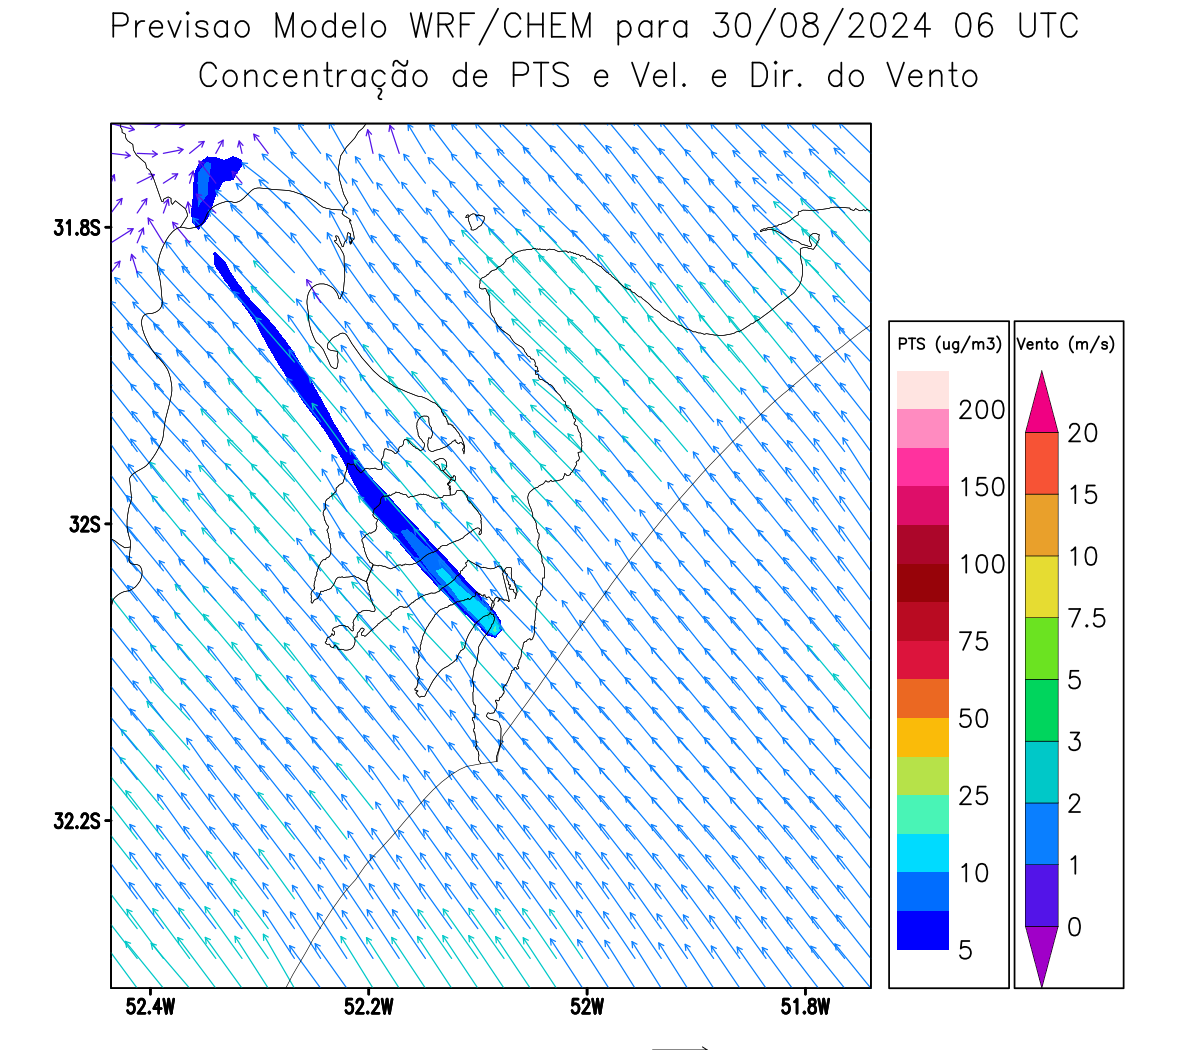 Previsao Modelo WRF/CHEM para 30/08/2024 06 UTC
Concentração de PTS e Vel. e Dir. do Vento
31.8S
32S
32.2S
52.4W 52.2W 52W 51.8W
PTS (ug/m3)
200
150
100
75
50
25
10
5
Vento (m/s)
20
15
10
7.5
5
3
2
1
0